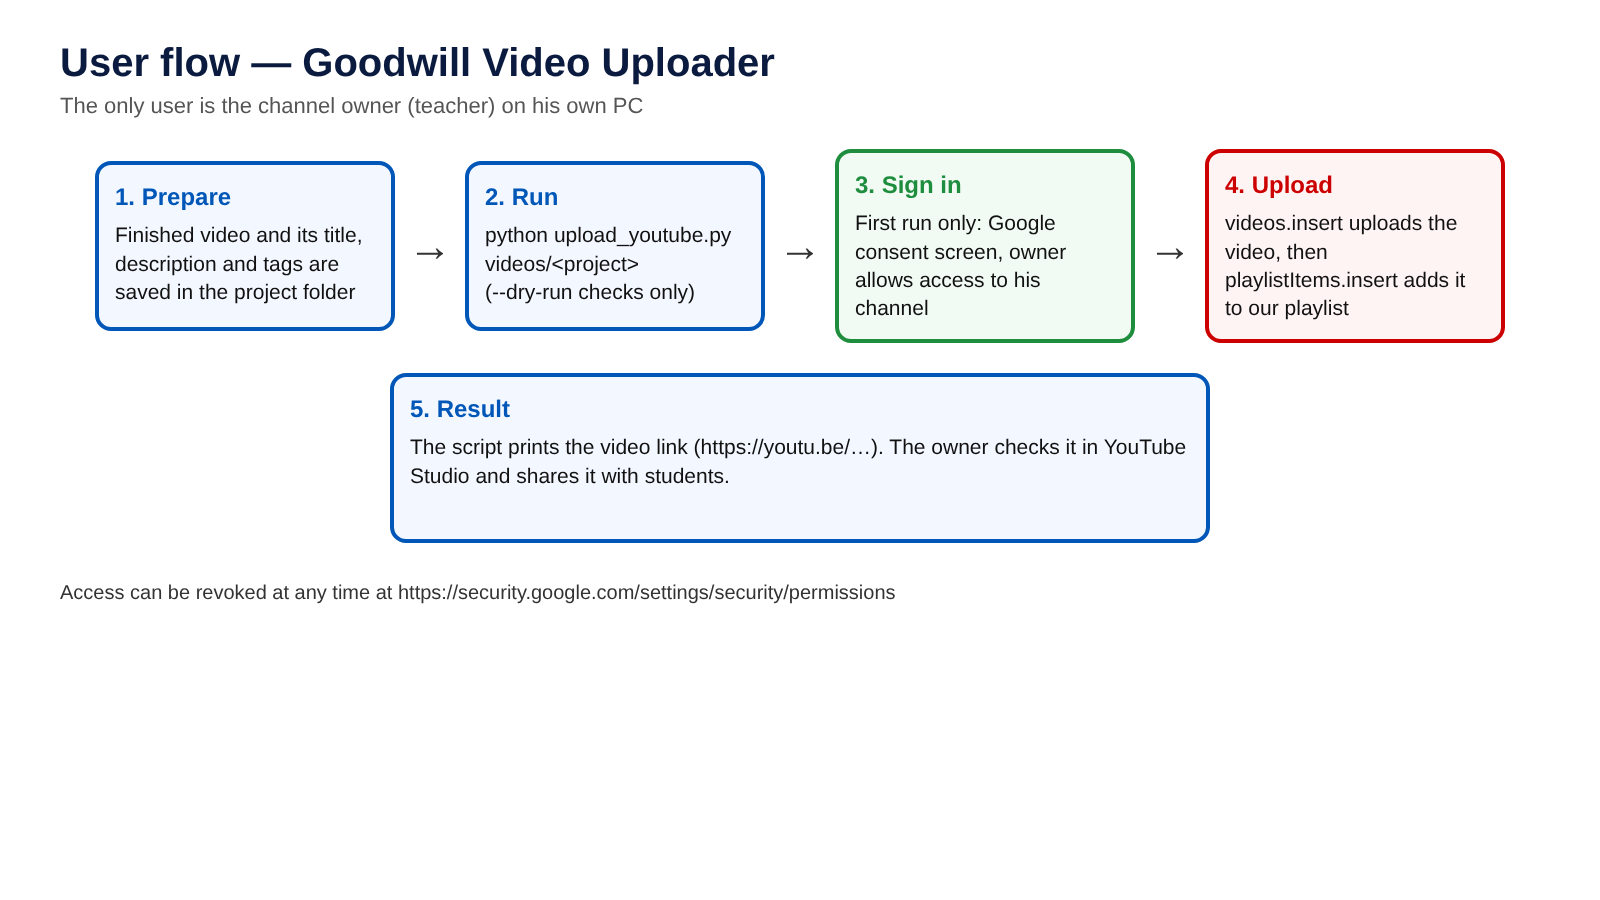 User flow — Goodwill Video Uploader
The only user is the channel owner (teacher) on his own PC
1. Prepare
Finished video and its title,
description and tags are
saved in the project folder
→
2. Run
python upload_youtube.py
videos/<project>
(--dry-run checks only)
→
3. Sign in
First run only: Google
consent screen, owner
allows access to his
channel
→
4. Upload
videos.insert uploads the
video, then
playlistItems.insert adds it
to our playlist
5. Result
The script prints the video link (https://youtu.be/…). The owner checks it in YouTube
Studio and shares it with students.
Access can be revoked at any time at https://security.google.com/settings/security/permissions